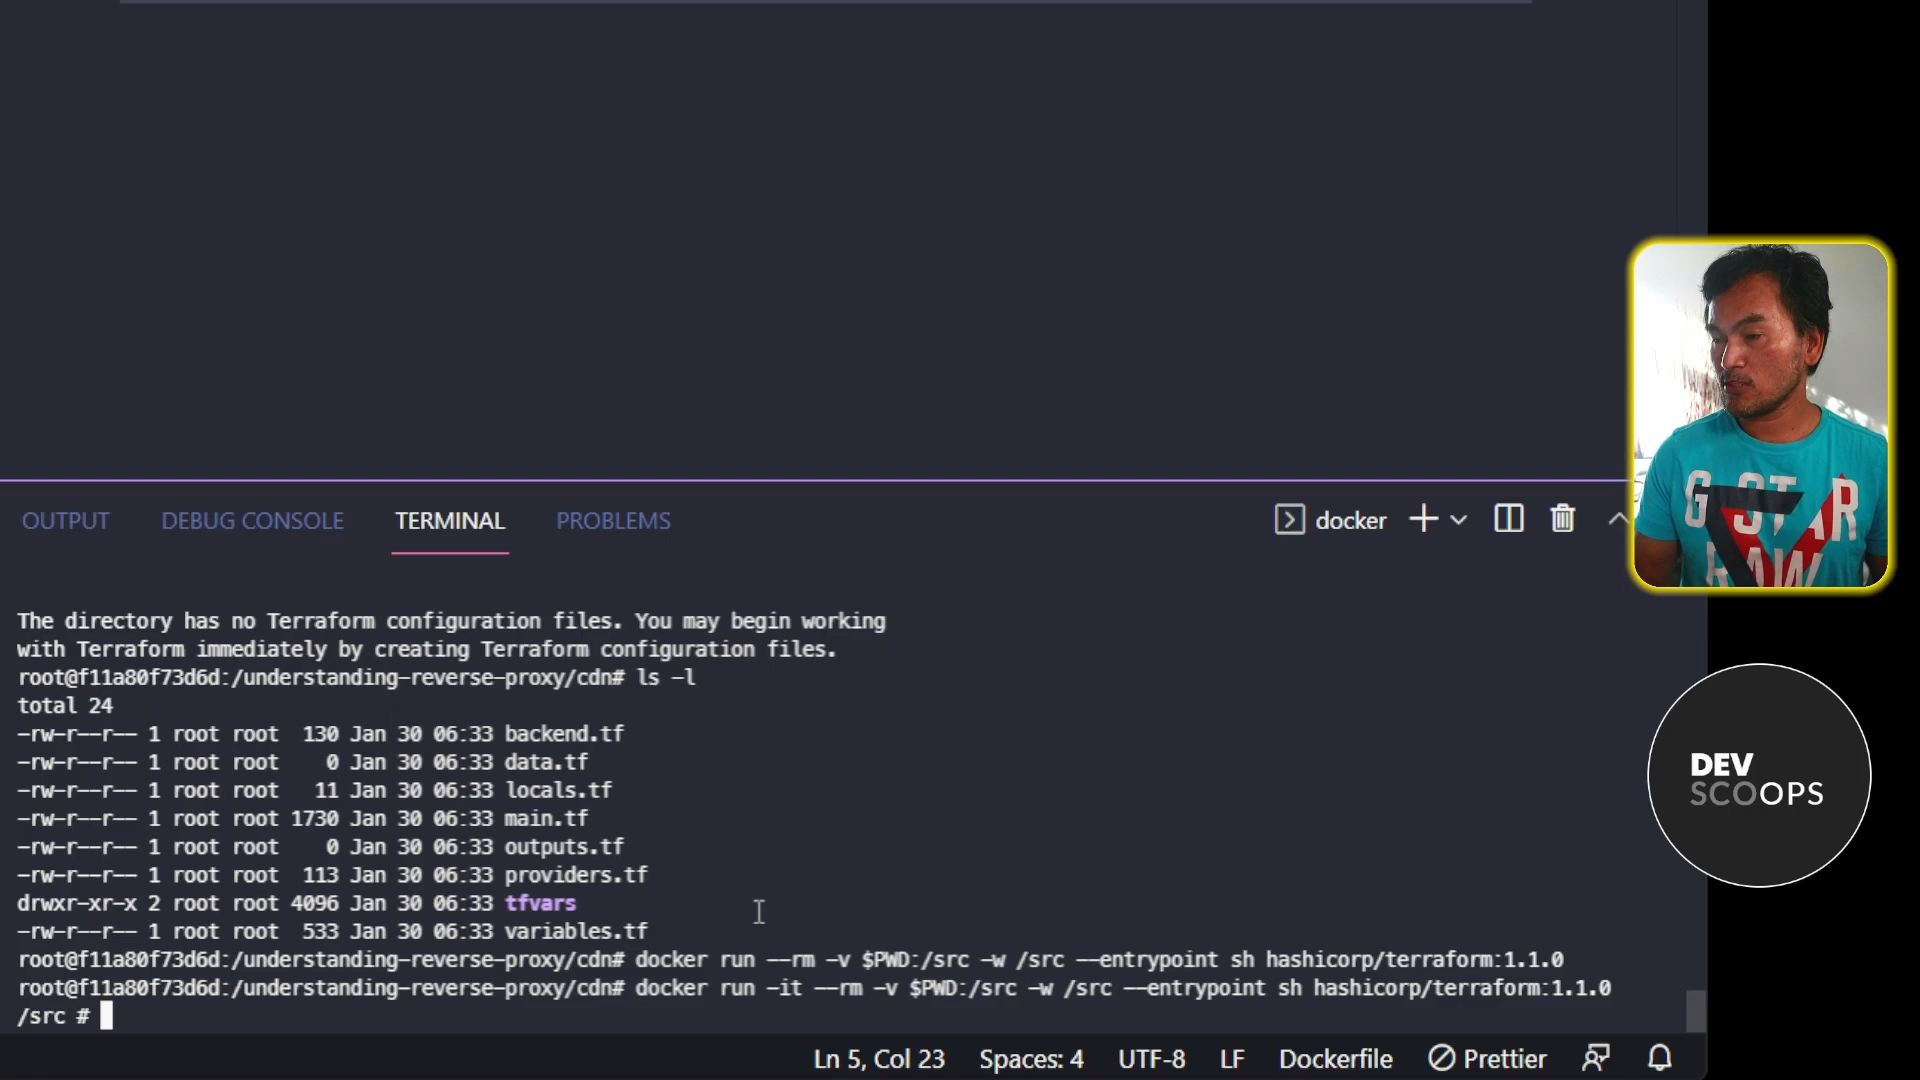 OUTPUT DEBUG CONSOLE TERMINAL PROBLEMS docker
The directory has no Terraform configuration files. You may begin working
with Terraform immediately by creating Terraform configuration files.
root@f11a80f73d6d:/understanding-reverse-proxy/cdn# ls -l
total 24
-rw-r--r-- 1 root root  130 Jan 30 06:33 backend.tf
-rw-r--r-- 1 root root    0 Jan 30 06:33 data.tf
-rw-r--r-- 1 root root   11 Jan 30 06:33 locals.tf
-rw-r--r-- 1 root root 1730 Jan 30 06:33 main.tf
-rw-r--r-- 1 root root    0 Jan 30 06:33 outputs.tf
-rw-r--r-- 1 root root  113 Jan 30 06:33 providers.tf
drwxr-xr-x 2 root root 4096 Jan 30 06:33 tfvars
-rw-r--r-- 1 root root  533 Jan 30 06:33 variables.tf
root@f11a80f73d6d:/understanding-reverse-proxy/cdn# docker run --rm -v $PWD:/src -w /src --entrypoint sh hashicorp/terraform:1.1.0
root@f11a80f73d6d:/understanding-reverse-proxy/cdn# docker run -it --rm -v $PWD:/src -w /src --entrypoint sh hashicorp/terraform:1.1.0
/src #
Ln 5, Col 23 Spaces: 4 UTF-8 LF Dockerfile Prettier
G STAR
RAW
DEV
SCOOPS